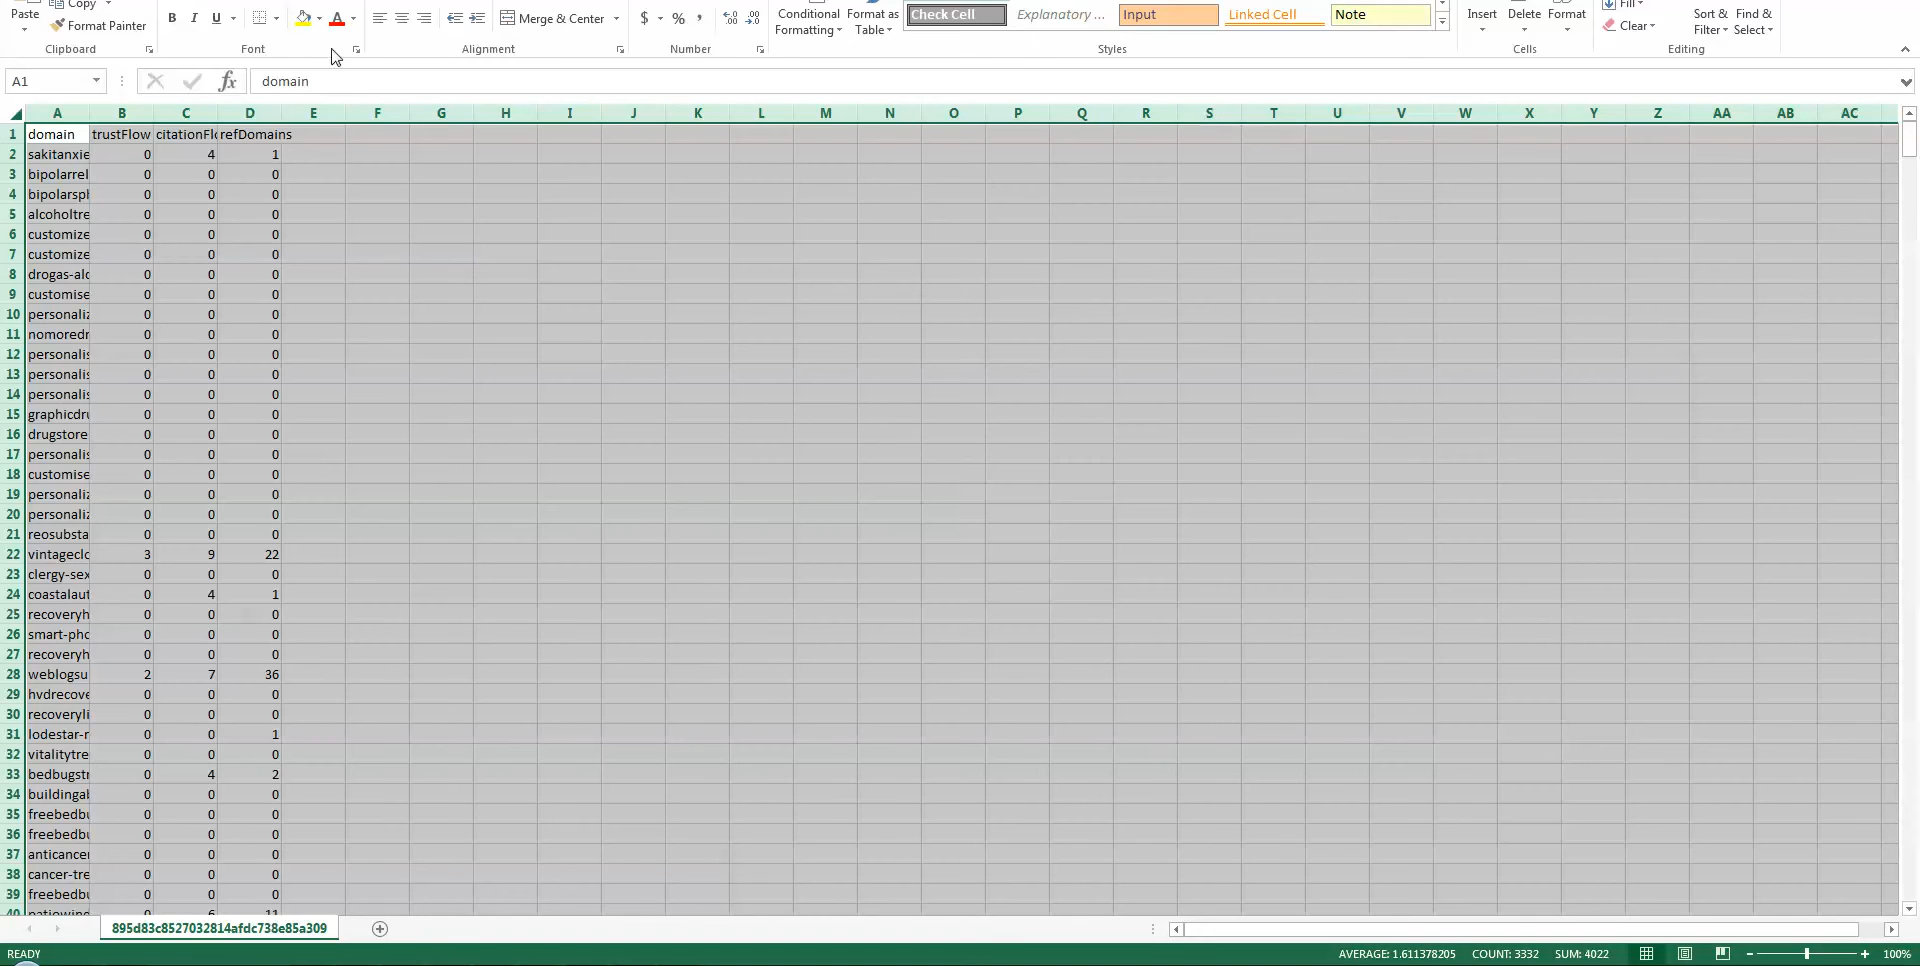 Paste Copy Format Painter B I U A Merge & Center $ % , Conditional Formatting Format as Table Check Cell Explanatory ... Input Linked Cell Note Insert Delete Format Fill Clear Sort & Filter Find & Select
Clipboard Font Alignment Number Styles Cells Editing
A1 fx domain
A B C D E F G H I J K L M N O P Q R S T U V W X Y Z AA AB AC
1 domain trustFlow citationFlo refDomains
2 sakitanxie 0 4 1
3 bipolarrel 0 0 0
4 bipolarsph 0 0 0
5 alcoholtre 0 0 0
6 customize 0 0 0
7 customize 0 0 0
8 drogas-alc 0 0 0
9 customise 0 0 0
10 personaliz 0 0 0
11 nomoredr 0 0 0
12 personalis 0 0 0
13 personalis 0 0 0
14 personalis 0 0 0
15 graphicdru 0 0 0
16 drugstore 0 0 0
17 personalis 0 0 0
18 customise 0 0 0
19 personaliz 0 0 0
20 personaliz 0 0 0
21 reosubsta 0 0 0
22 vintageclo 3 9 22
23 clergy-sex 0 0 0
24 coastalaut 0 4 1
25 recoveryh 0 0 0
26 smart-pho 0 0 0
27 recoveryh 0 0 0
28 weblogsu 2 7 36
29 hvdrecove 0 0 0
30 recoveryli 0 0 0
31 lodestar-r 0 0 1
32 vitalitytre 0 0 0
33 bedbugstr 0 4 2
34 buildingab 0 0 0
35 freebedbu 0 0 0
36 freebedbu 0 0 0
37 anticancer 0 0 0
38 cancer-tre 0 0 0
39 freebedbu 0 0 0
40 0 6 11
895d83c8527032814afdc738e85a309
READY AVERAGE: 1.611378205 COUNT: 3332 SUM: 4022 100%